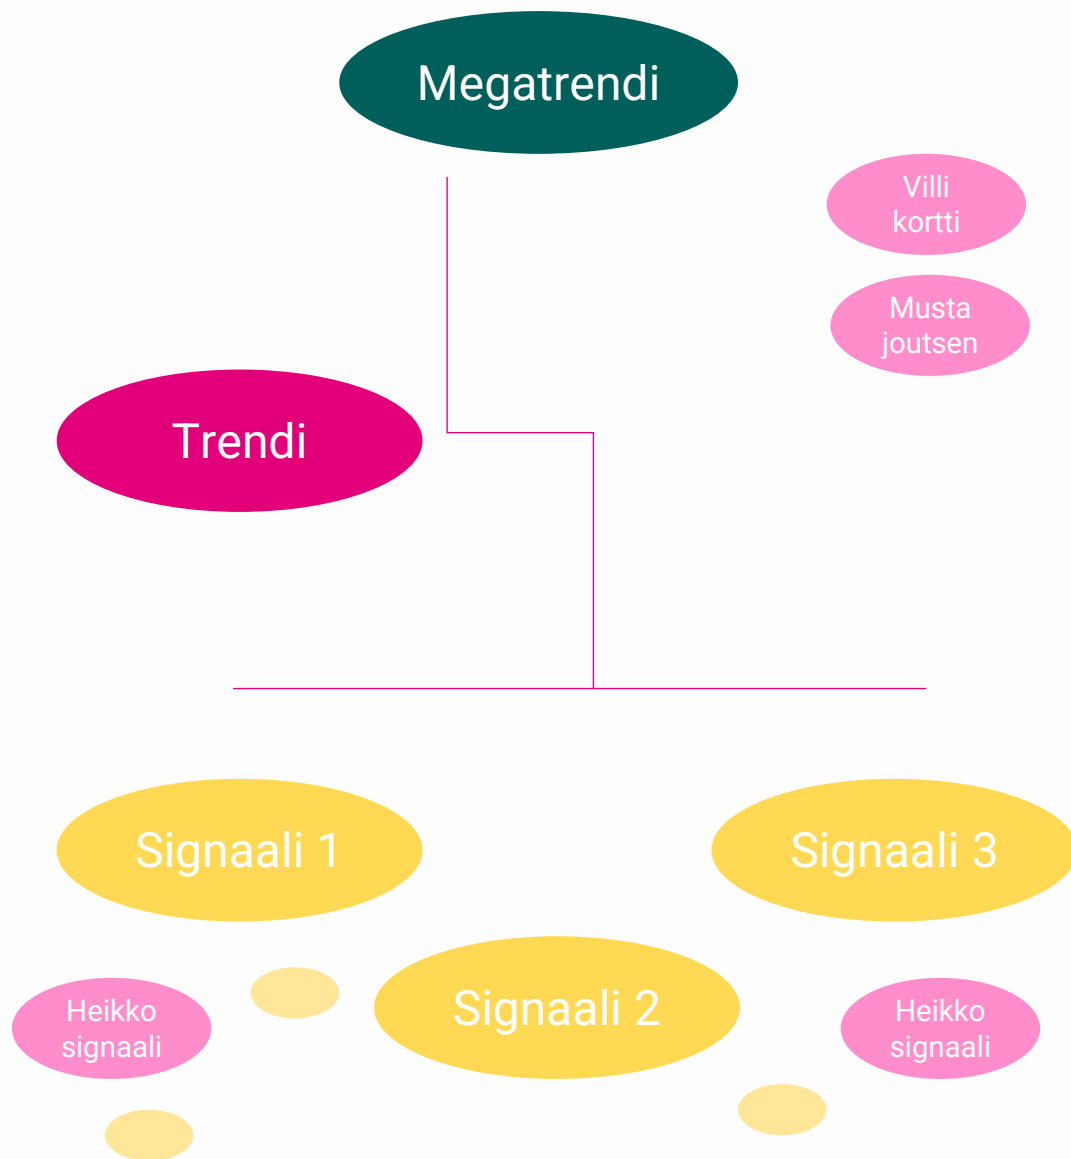 Megatrendi
Villi
kortti
Musta
joutsen
Trendi
Signaali 1
Signaali 3
Signaali 2
Heikko
signaali
Heikko
signaali